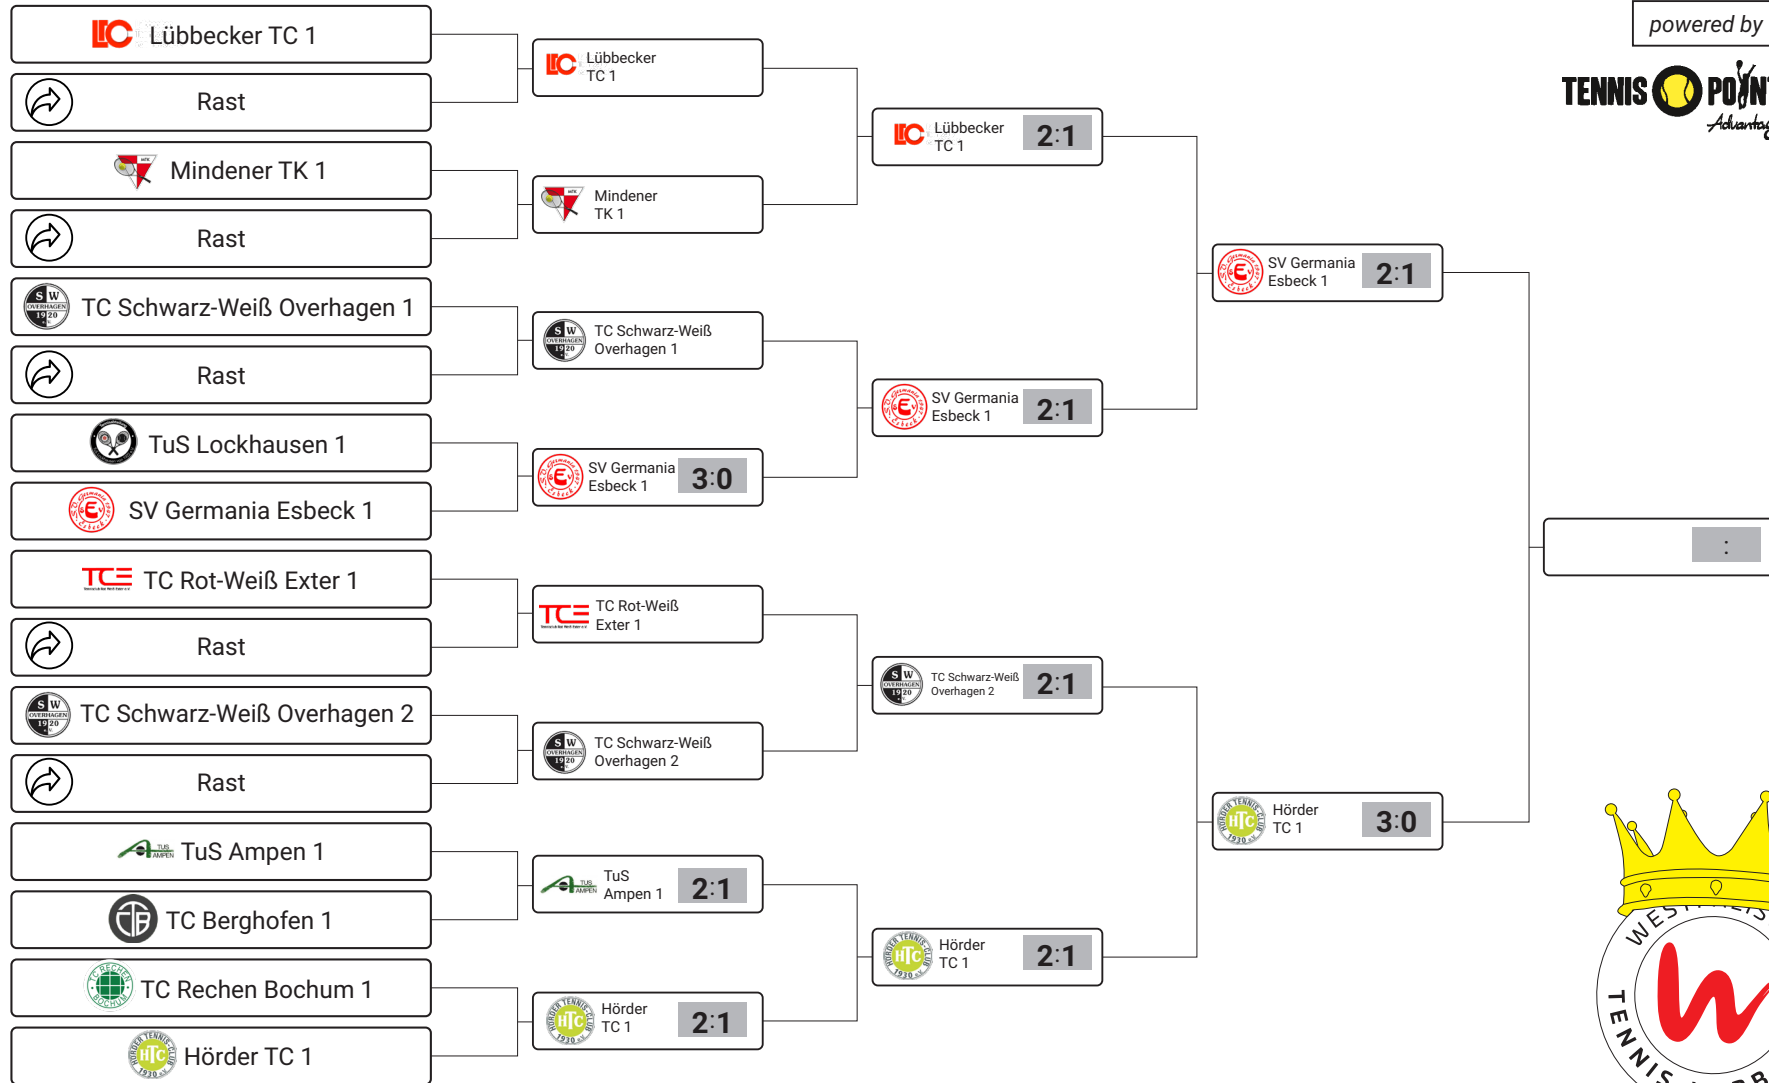 Lübbecker TC 1
Rast
Mindener TK 1
Rast
TC Schwarz-Weiß Overhagen 1
Rast
TuS Lockhausen 1
SV Germania Esbeck 1
TC Rot-Weiß Exter 1
Rast
TC Schwarz-Weiß Overhagen 2
Rast
TuS Ampen 1
TC Berghofen 1
TC Rechen Bochum 1
Hörder TC 1
Lübbecker
TC 1
Mindener
TK 1
TC Schwarz-Weiß
Overhagen 1
SV Germania
Esbeck 1
3:0
TC Rot-Weiß
Exter 1
TC Schwarz-Weiß
Overhagen 2
TuS
Ampen 1
2:1
Hörder
TC 1
2:1
Lübbecker
TC 1
2:1
SV Germania
Esbeck 1
2:1
TC Schwarz-Weiß
Overhagen 2
2:1
Hörder
TC 1
2:1
SV Germania
Esbeck 1
2:1
Hörder
TC 1
3:0
:
powered by
TENNIS POINT